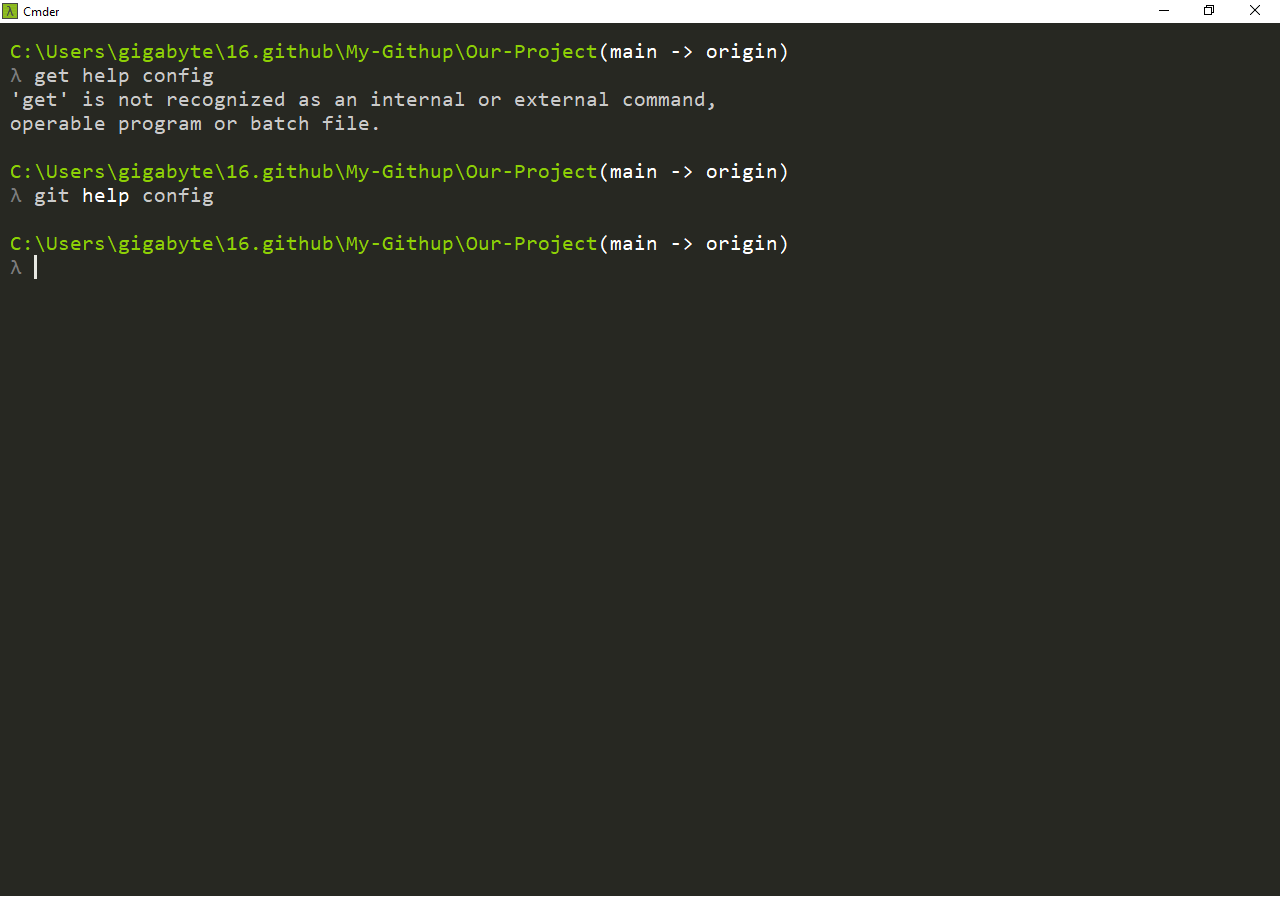 Cmder
C:\Users\gigabyte\16.github\My-Githup\Our-Project(main -> origin)
λ get help config
'get' is not recognized as an internal or external command,
operable program or batch file.
C:\Users\gigabyte\16.github\My-Githup\Our-Project(main -> origin)
λ git help config
C:\Users\gigabyte\16.github\My-Githup\Our-Project(main -> origin)
λ